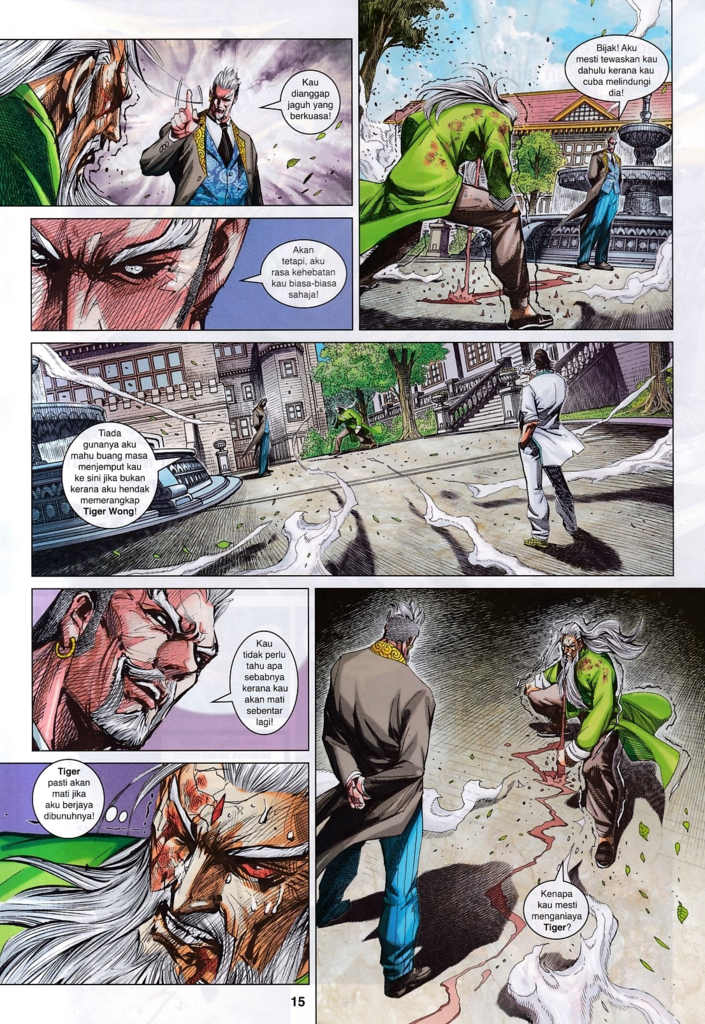 Kau
dianggap
jaguh yang
berkuasa!
Bijak! Aku
mesti tewaskan kau
dahulu kerana kau
cuba melindungi
dia!
Akan
tetapi, aku
rasa kehebatan
kau biasa-biasa
sahaja!
Tiada
gunanya aku
mahu buang masa
menjemput kau
ke sini jika bukan
kerana aku hendak
memerangkap
Tiger Wong!
Kau
tidak perlu
tahu apa
sebabnya
kerana kau
akan mati
sebentar
lagi!
Kenapa
kau mesti
menganiaya
Tiger?
Tiger
pasti akan
mati jika
aku berjaya
dibunuhnya!
15